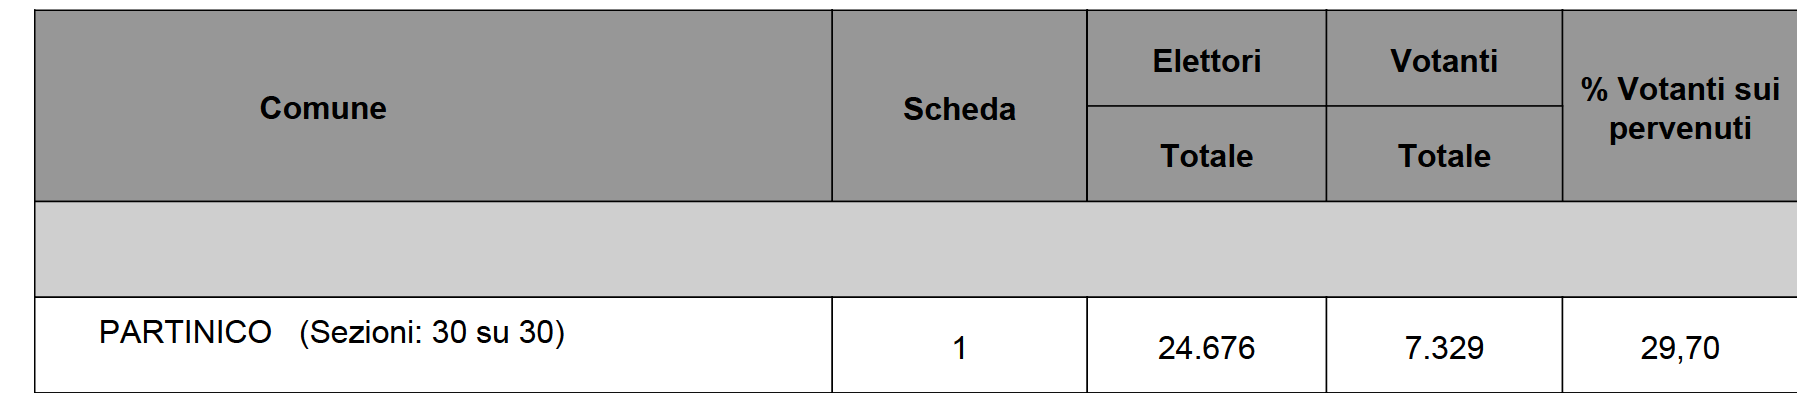 Comune
Scheda
Elettori
Votanti
% Votanti sui
pervenuti
Totale
Totale
PARTINICO (Sezioni: 30 su 30)
1
24.676
7.329
29,70